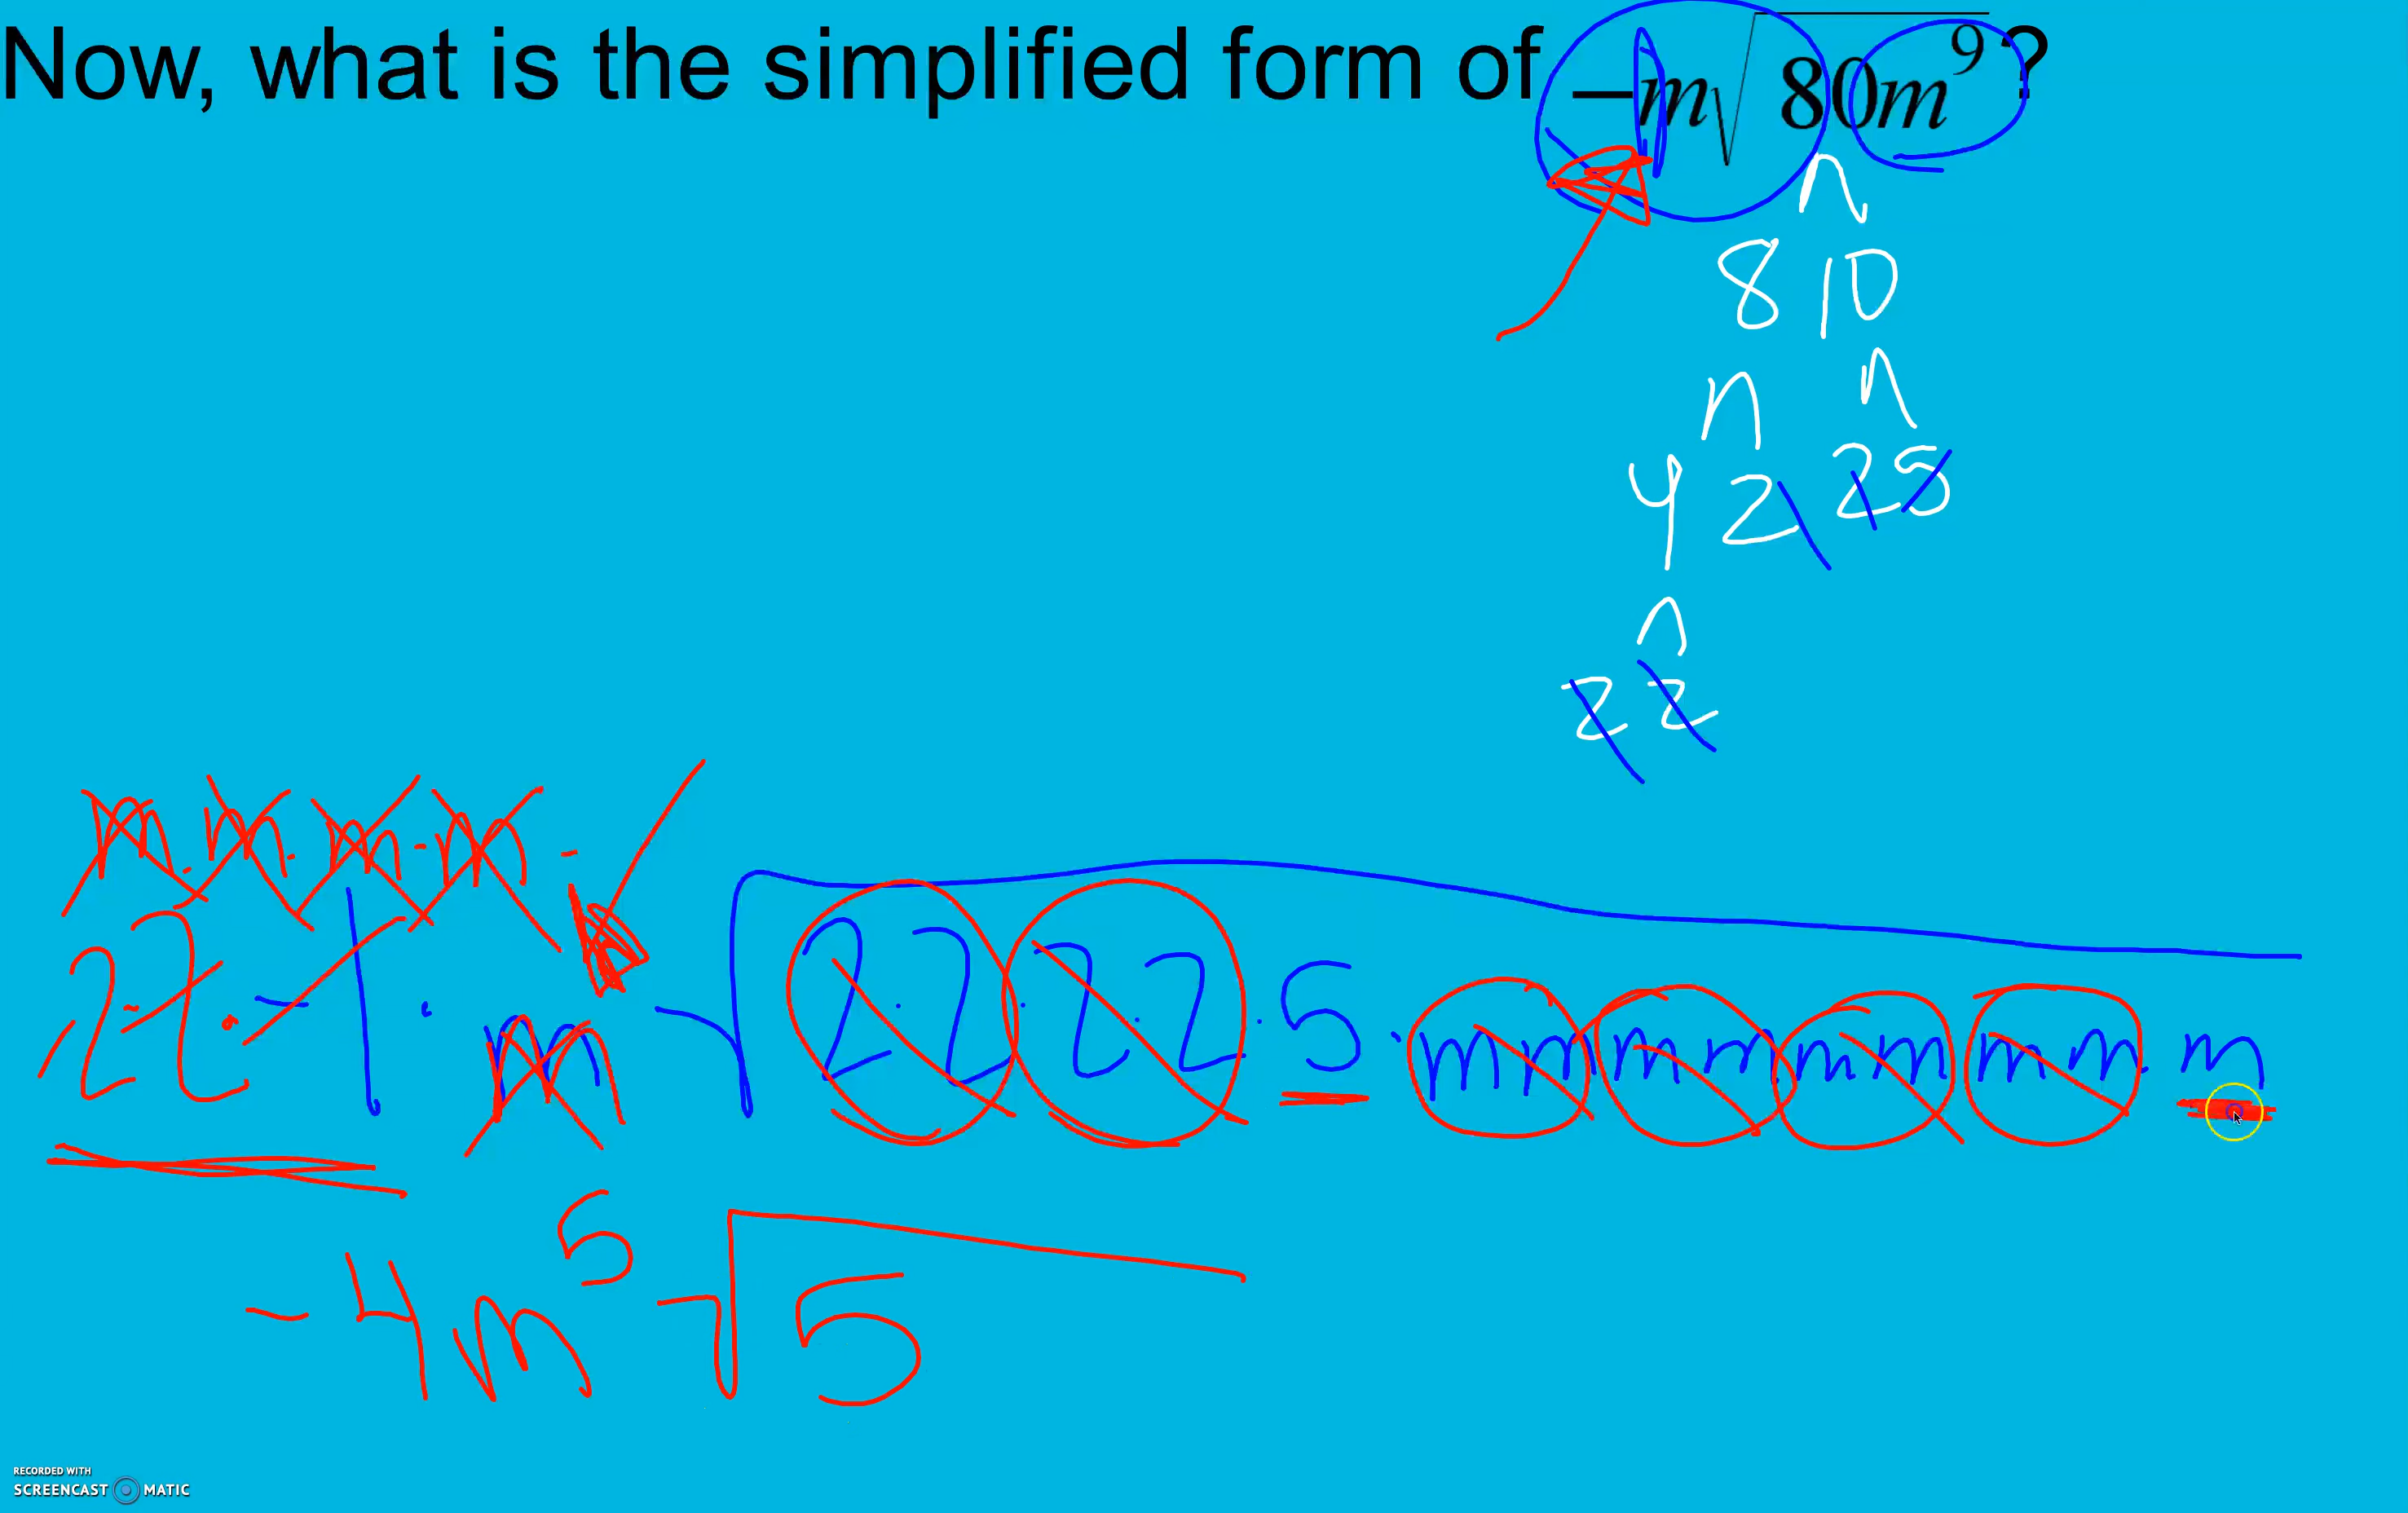 Now, what is the simplified form of −m√80m⁹ ?
8 10
4 2 2 5
2 2
m · m · m · m ·
2 · 2 · −1 · m √2 · 2 · 2 · 2 · 5 · m m m m m m m m m
−4m⁵√5
RECORDED WITH
SCREENCAST MATIC